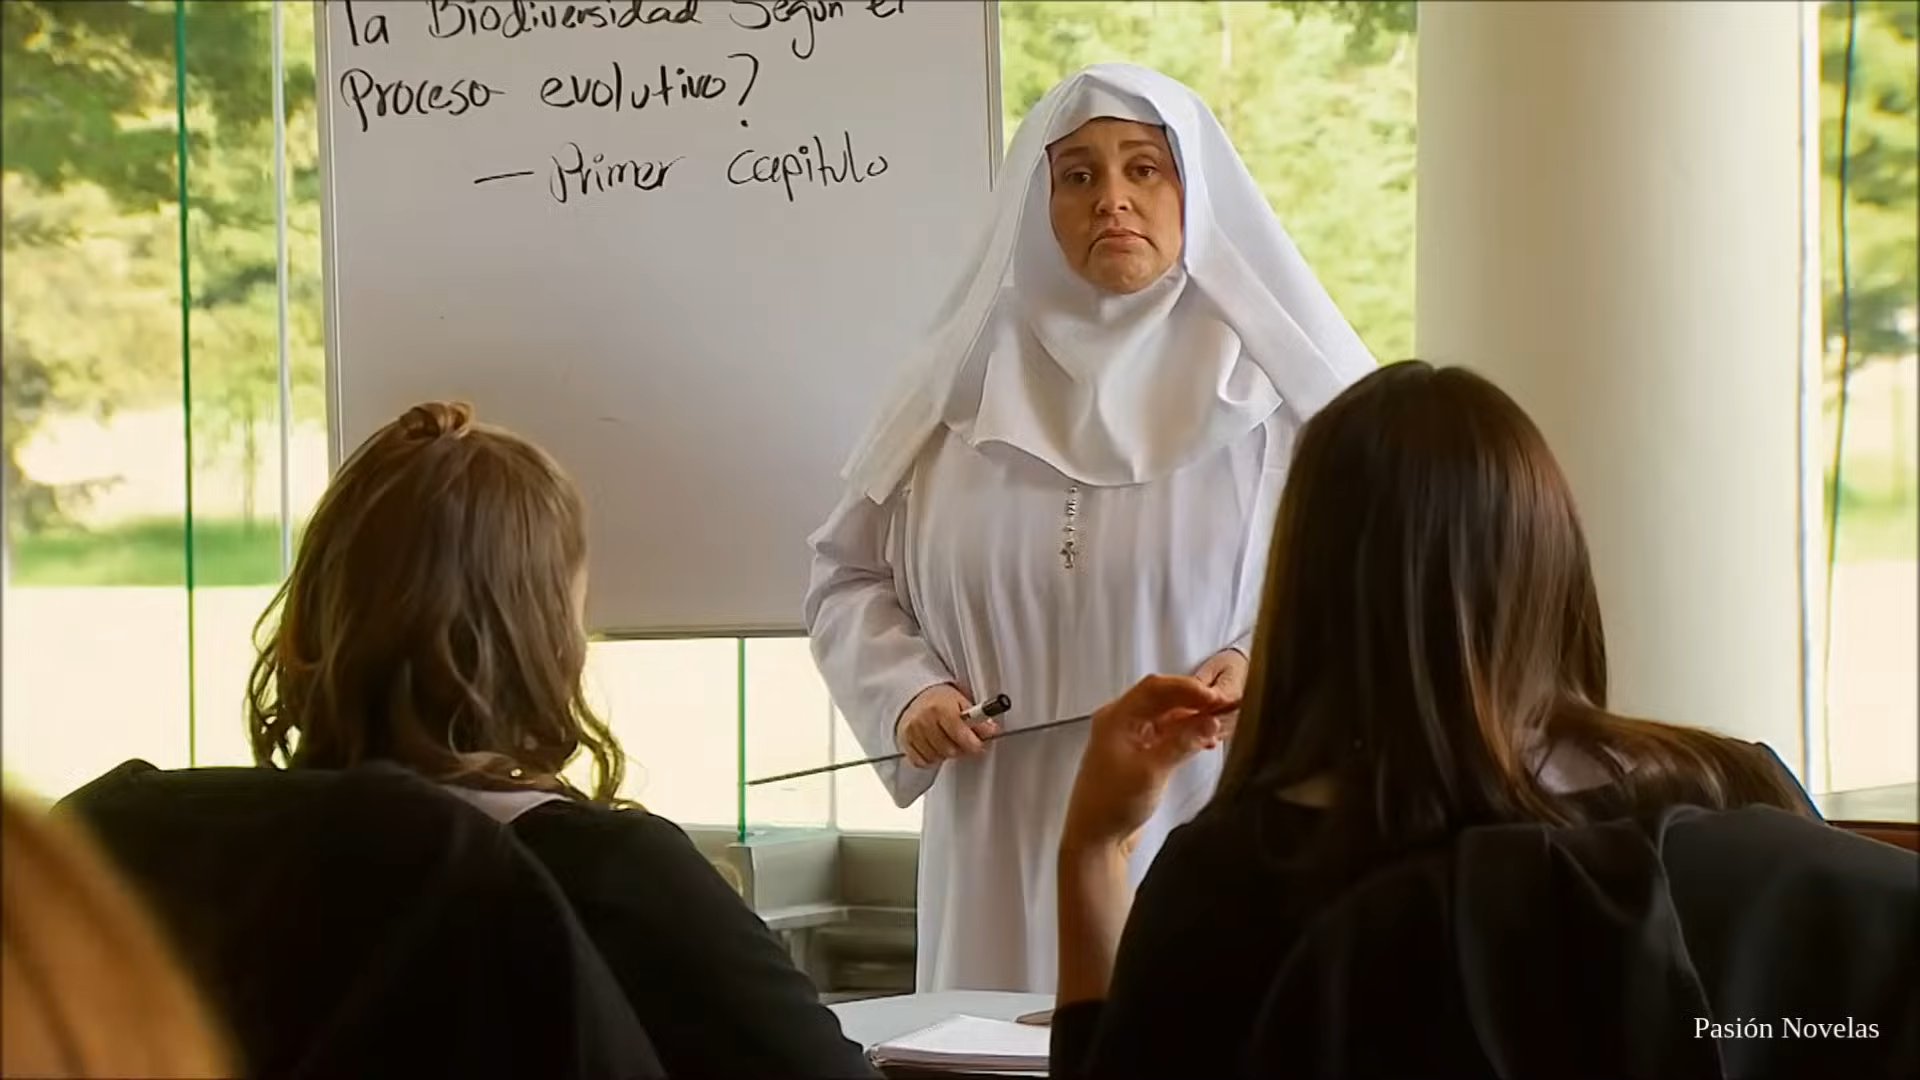 la Biodiversidad Según el
Proceso evolutivo?
— Primer Capitulo
Pasión Novelas